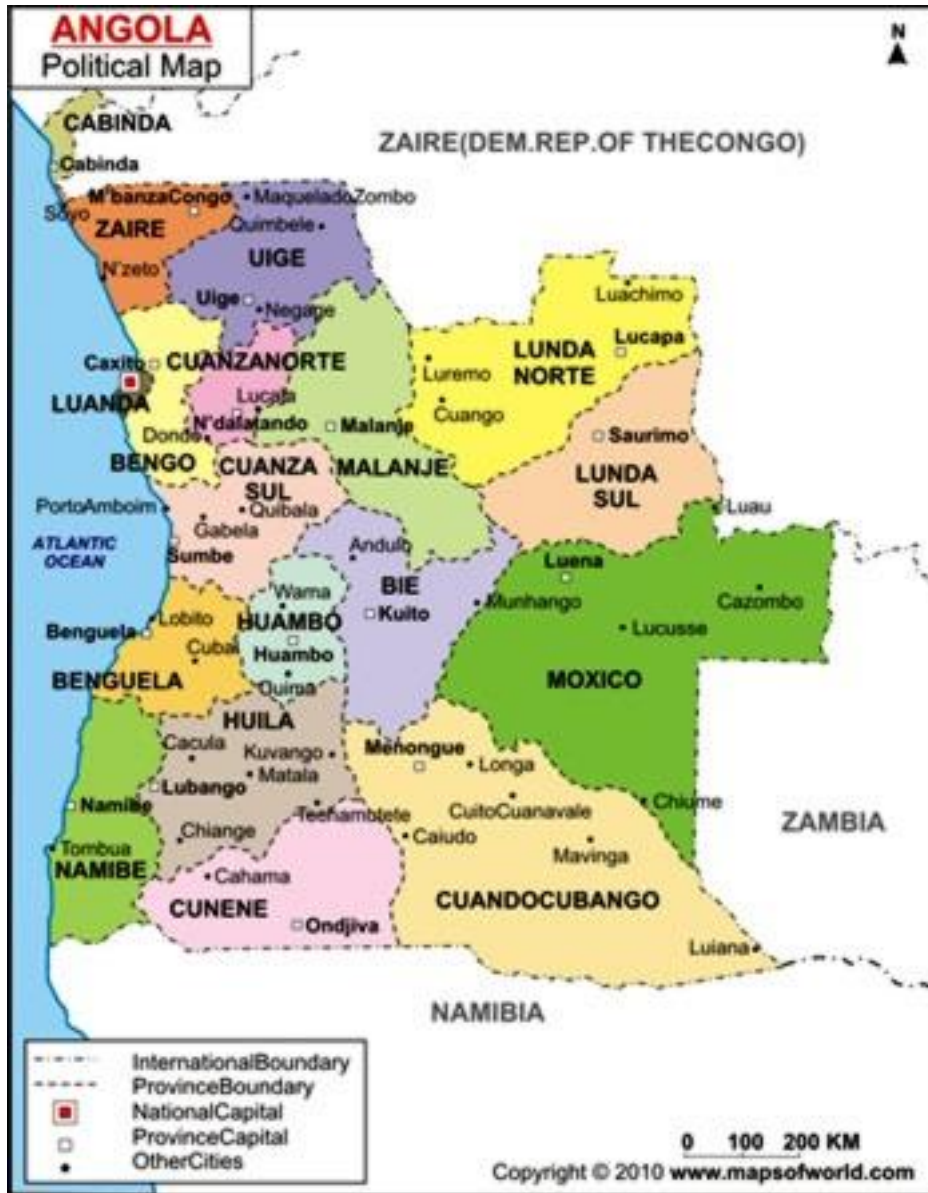 ANGOLA
Political Map
N
CABINDA
ZAIRE(DEM.REP.OF THECONGO)
Cabinda
M'banzaCongo
MaqueladoZombo
Soyo
Quimbele
ZAIRE
UIGE
N'zeto
Uige
Negage
Luachimo
Caxito
CUANZANORTE
LUNDA
NORTE
Lucapa
Luremo
LUANDA
Lucala
Cuango
N'dalatando
Malanje
Saurimo
Dondo
BENGO
CUANZA
SUL
MALANJE
LUNDA
SUL
PortoAmboim
Quibala
Luau
Gabela
ATLANTIC
OCEAN
Sumbe
Andulo
Luena
BIE
Wama
Munhango
Cazombo
Lobito
HUAMBO
Kuito
Benguela
Lucusse
Cubal
Huambo
BENGUELA
Quima
MOXICO
HUILA
Cacula
Kuvango
Menongue
Longa
Matala
Lubango
Namibe
Techamutete
CuitoCuanavale
Chiume
ZAMBIA
Chiange
Caiudo
Tombua
Mavinga
NAMIBE
Cahama
CUNENE
CUANDOCUBANGO
Ondjiva
Luiana
NAMIBIA
InternationalBoundary
ProvinceBoundary
NationalCapital
ProvinceCapital
OtherCities
0 100 200 KM
Copyright © 2010 www.mapsofworld.com